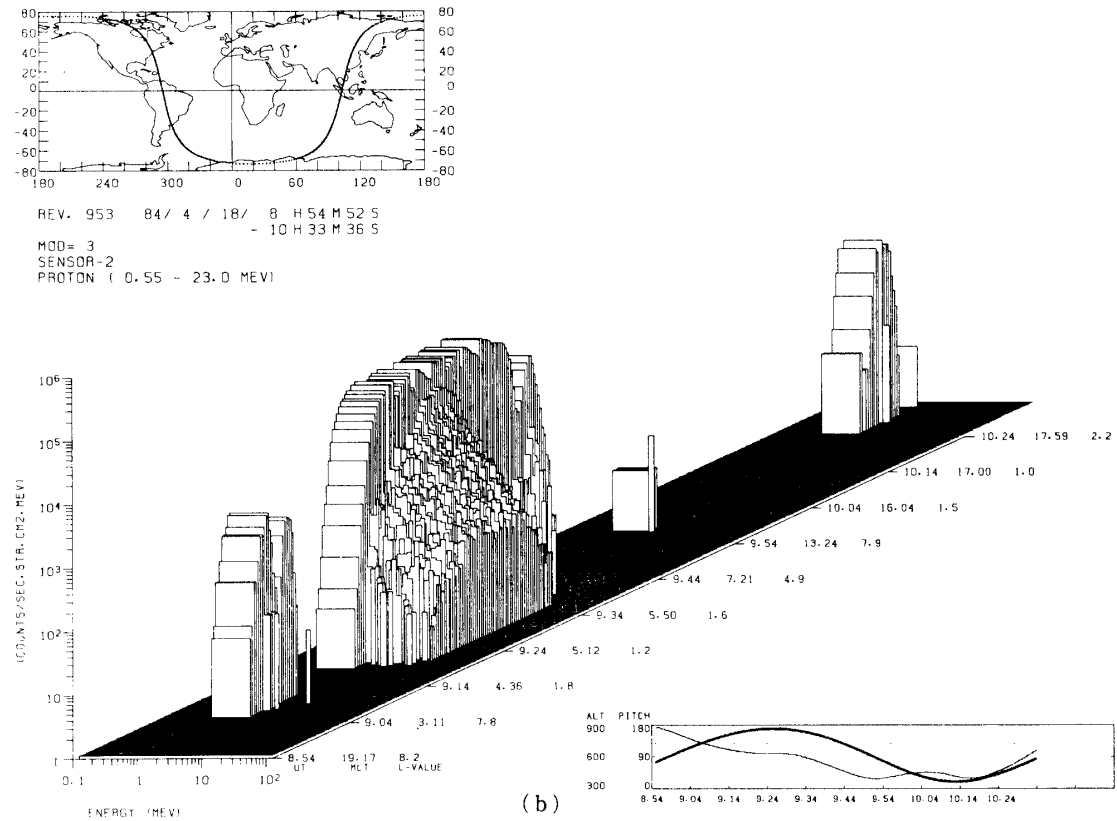 80 80
60 60
40 40
20 20
0 0
-20 -20
-40 -40
-60 -60
-80 -80
180 240 300 0 60 120 180
REV. 953 84/ 4 / 18/ 8 H 54 M 52 S
- 10 H 33 M 36 S
MOD= 3
SENSOR-2
PROTON ( 0.55 - 23.0 MEV)
(COUNTS/SEC.STR.CM2.MEV)
10⁶
10⁵
10⁴
10³
10²
10
1
0.1 1 10 10²
ENERGY (MEV)
10.24 17.59 2.2
10.14 17.00 1.0
10.04 16.04 1.5
9.54 13.24 7.9
9.44 7.21 4.9
9.34 5.50 1.6
9.24 5.12 1.2
9.14 4.36 1.8
9.04 3.11 7.8
8.54 19.17 8.2
UT MLT L-VALUE
ALT PITCH
900 180
600 90
300 0
8.54 9.04 9.14 9.24 9.34 9.44 9.54 10.04 10.14 10.24
(b)